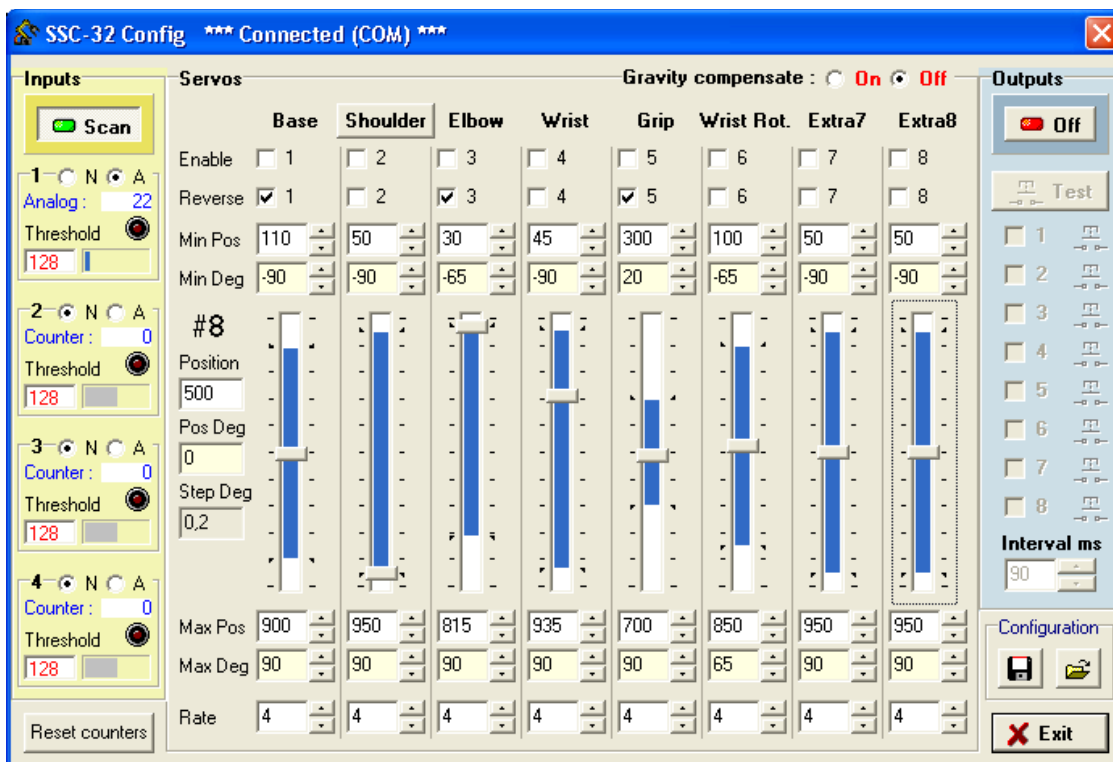 SSC-32 Config *** Connected (COM) ***
Inputs
Scan
1 N A
Analog : 22
Threshold
128
2 N A
Counter : 0
Threshold
128
3 N A
Counter : 0
Threshold
128
4 N A
Counter : 0
Threshold
128
Reset counters
Servos Gravity compensate : On Off
Base Shoulder Elbow Wrist Grip Wrist Rot. Extra7 Extra8
Enable 1 2 3 4 5 6 7 8
Reverse 1 2 3 4 5 6 7 8
Min Pos 110 50 30 45 300 100 50 50
Min Deg -90 -90 -65 -90 20 -65 -90 -90
#8
Position
500
Pos Deg
0
Step Deg
0,2
Max Pos 900 950 815 935 700 850 950 950
Max Deg 90 90 90 90 90 65 90 90
Rate 4 4 4 4 4 4 4 4
Outputs
Off
Test
1
2
3
4
5
6
7
8
Interval ms
90
Configuration
Exit